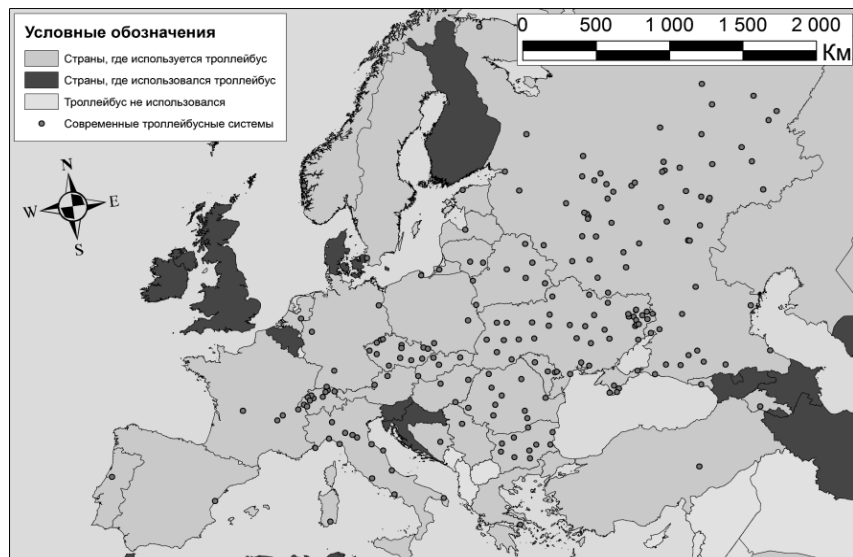 Условные обозначения
Страны, где используется троллейбус
Страны, где использовался троллейбус
Троллейбус не использовался
Современные троллейбусные системы
0 500 1 000 1 500 2 000
Км
N
W E
S